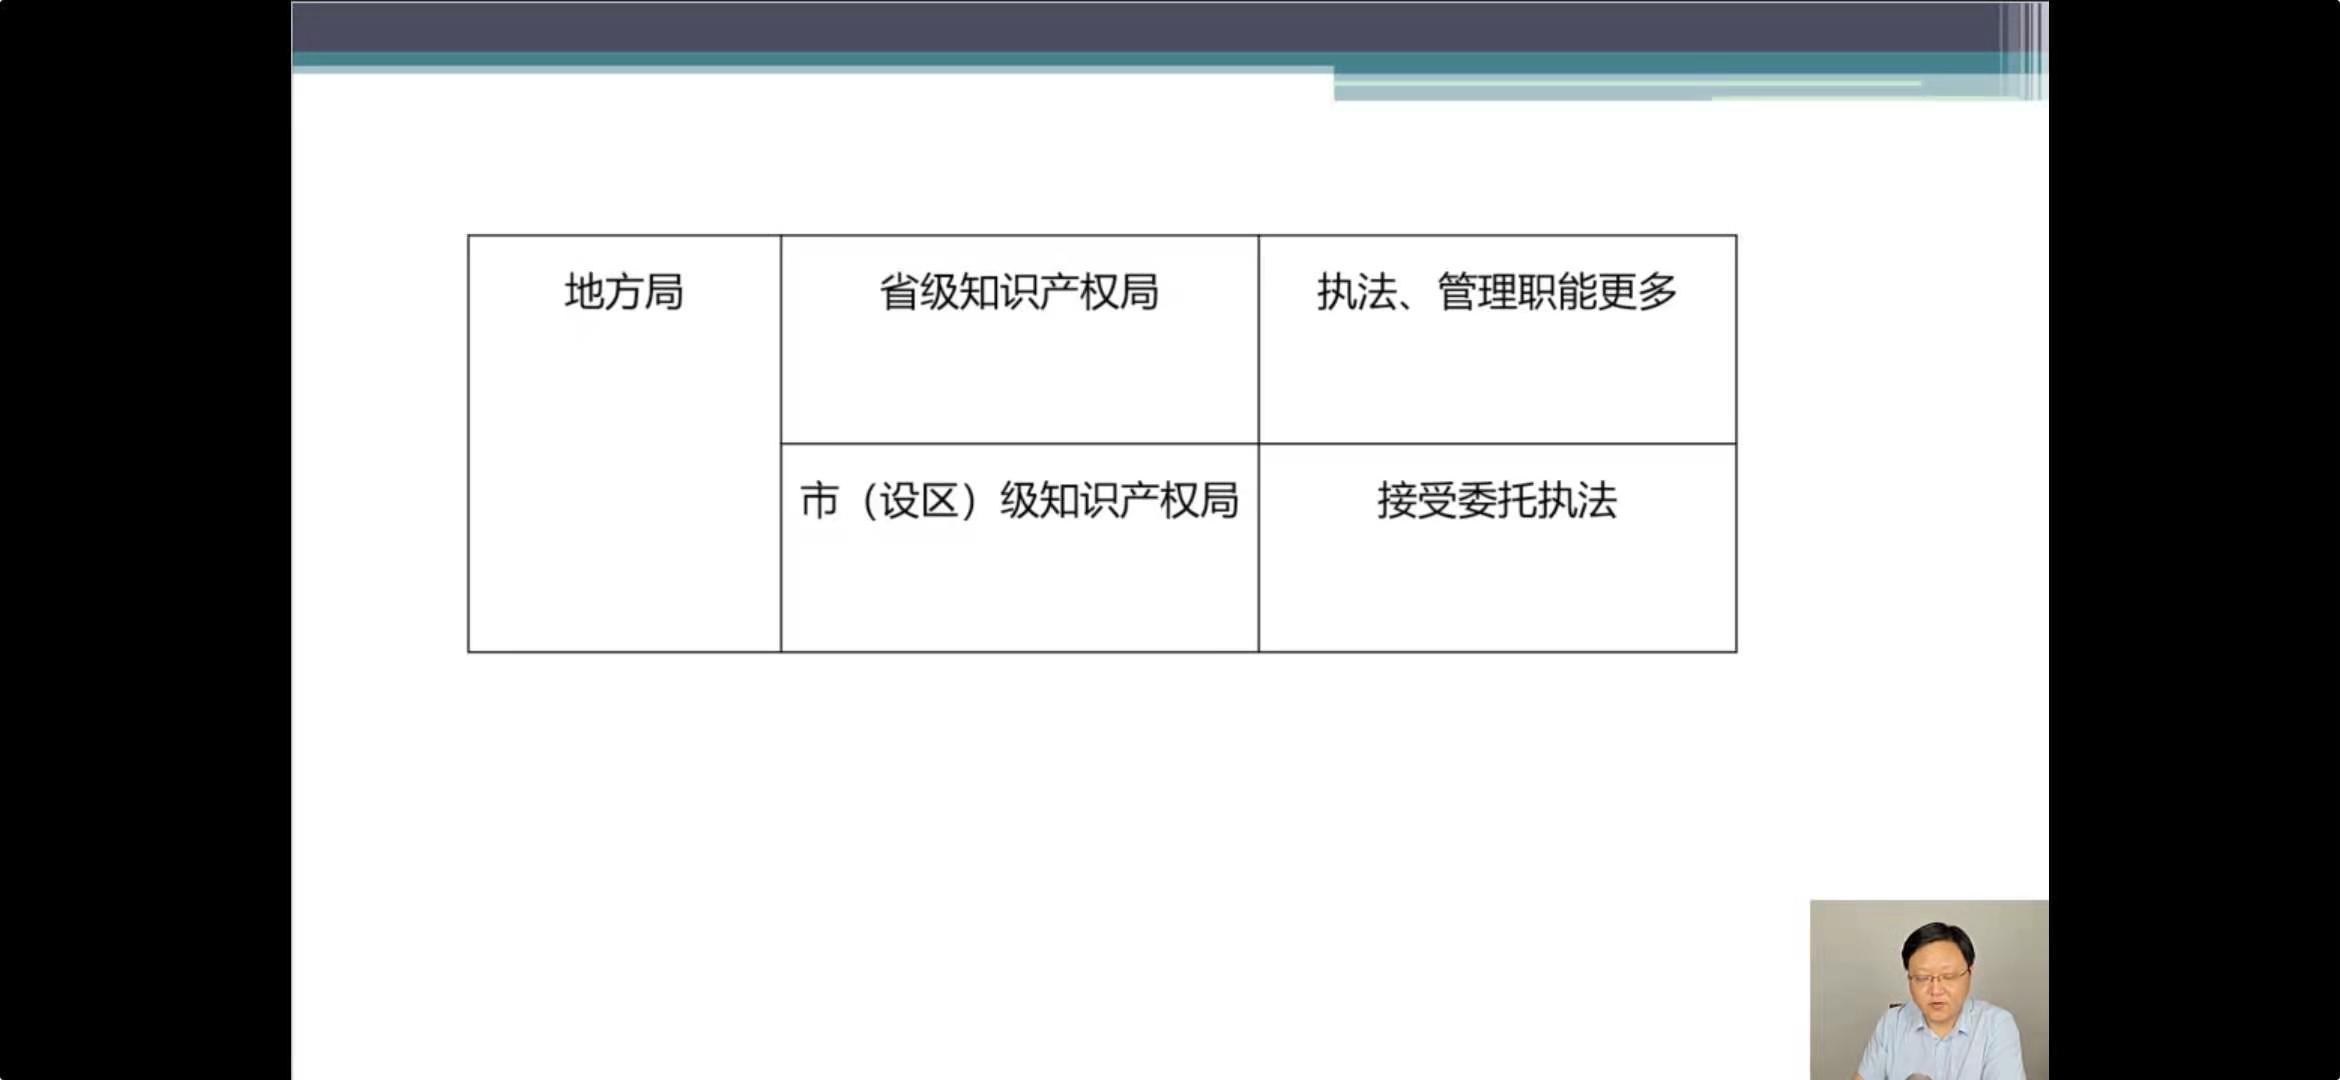 地方局
省级知识产权局
执法、管理职能更多
市（设区）级知识产权局
接受委托执法